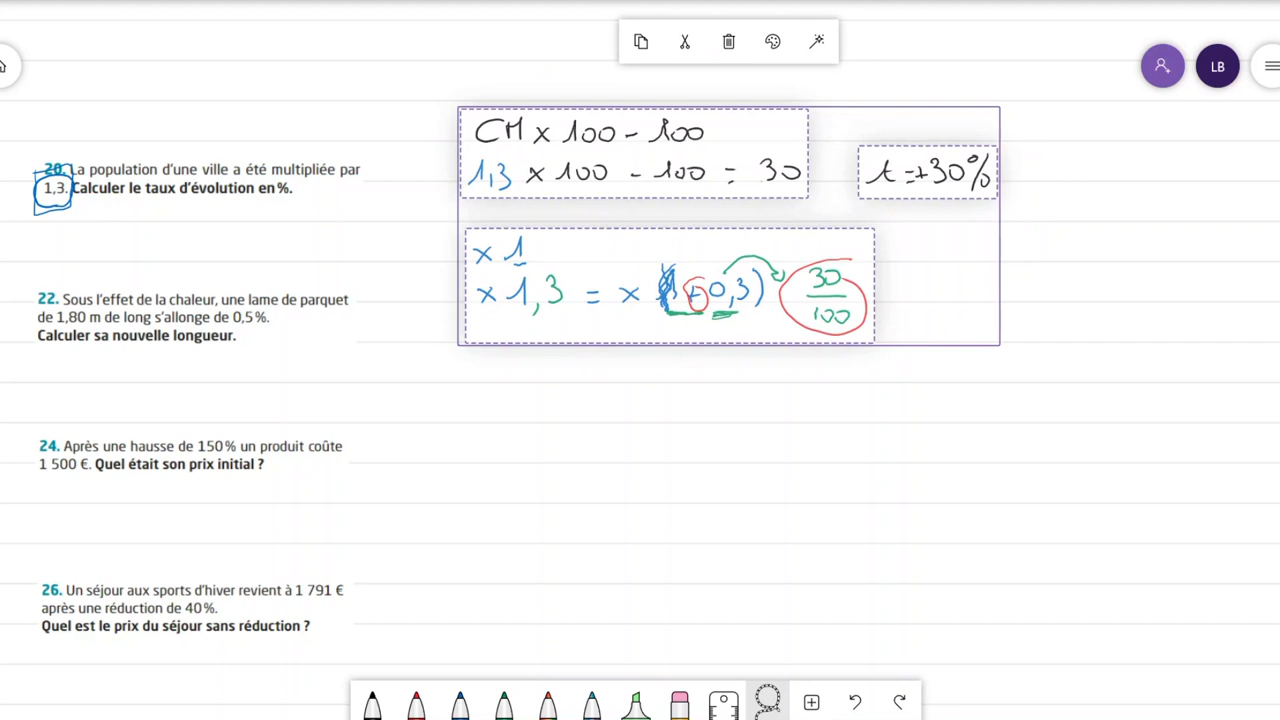 LB
20. La population d'une ville a été multipliée par
1,3. Calculer le taux d'évolution en %.
CM x 100 - 100
1,3 x 100 - 100 = 30
t = +30%
x 1
x 1,3 = x (1 + 0,3)
30
100
22. Sous l'effet de la chaleur, une lame de parquet
de 1,80 m de long s'allonge de 0,5 %.
Calculer sa nouvelle longueur.
24. Après une hausse de 150 % un produit coûte
1 500 €. Quel était son prix initial ?
26. Un séjour aux sports d'hiver revient à 1 791 €
après une réduction de 40 %.
Quel est le prix du séjour sans réduction ?